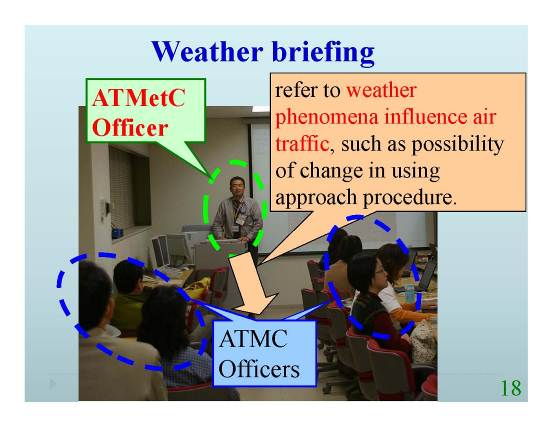 Weather briefing
ATMetC
Officer
refer to weather
phenomena influence air
traffic, such as possibility
of change in using
approach procedure.
ATMC
Officers
18